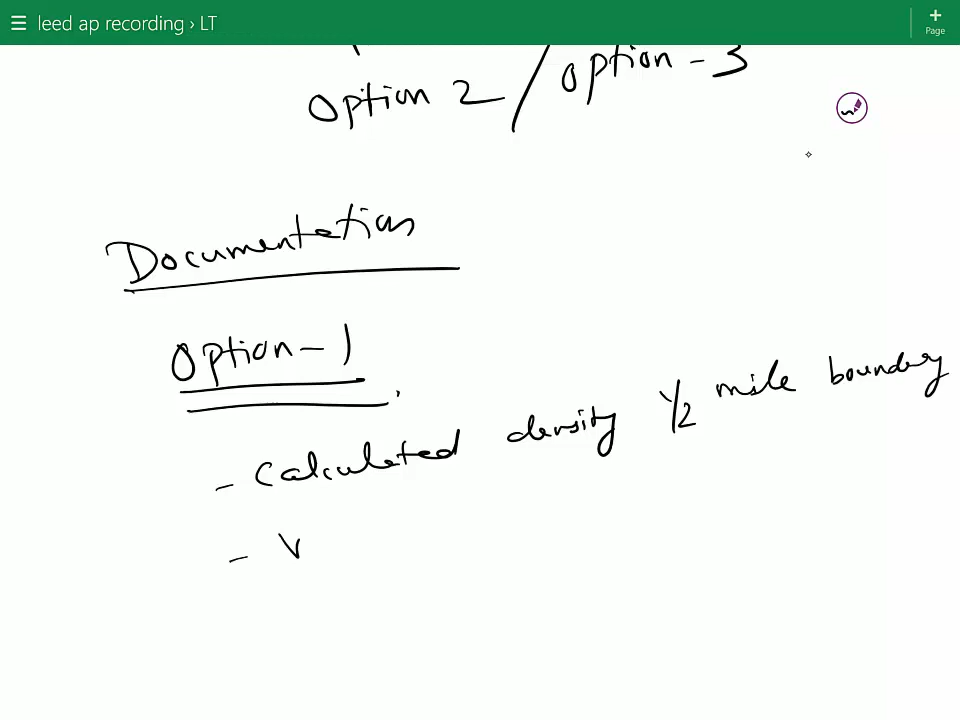 leed ap recording › LT
Page
Option 2 / Option - 3
Documentation
Option - 1
- Calculated density 1/2 mile boundary
- V